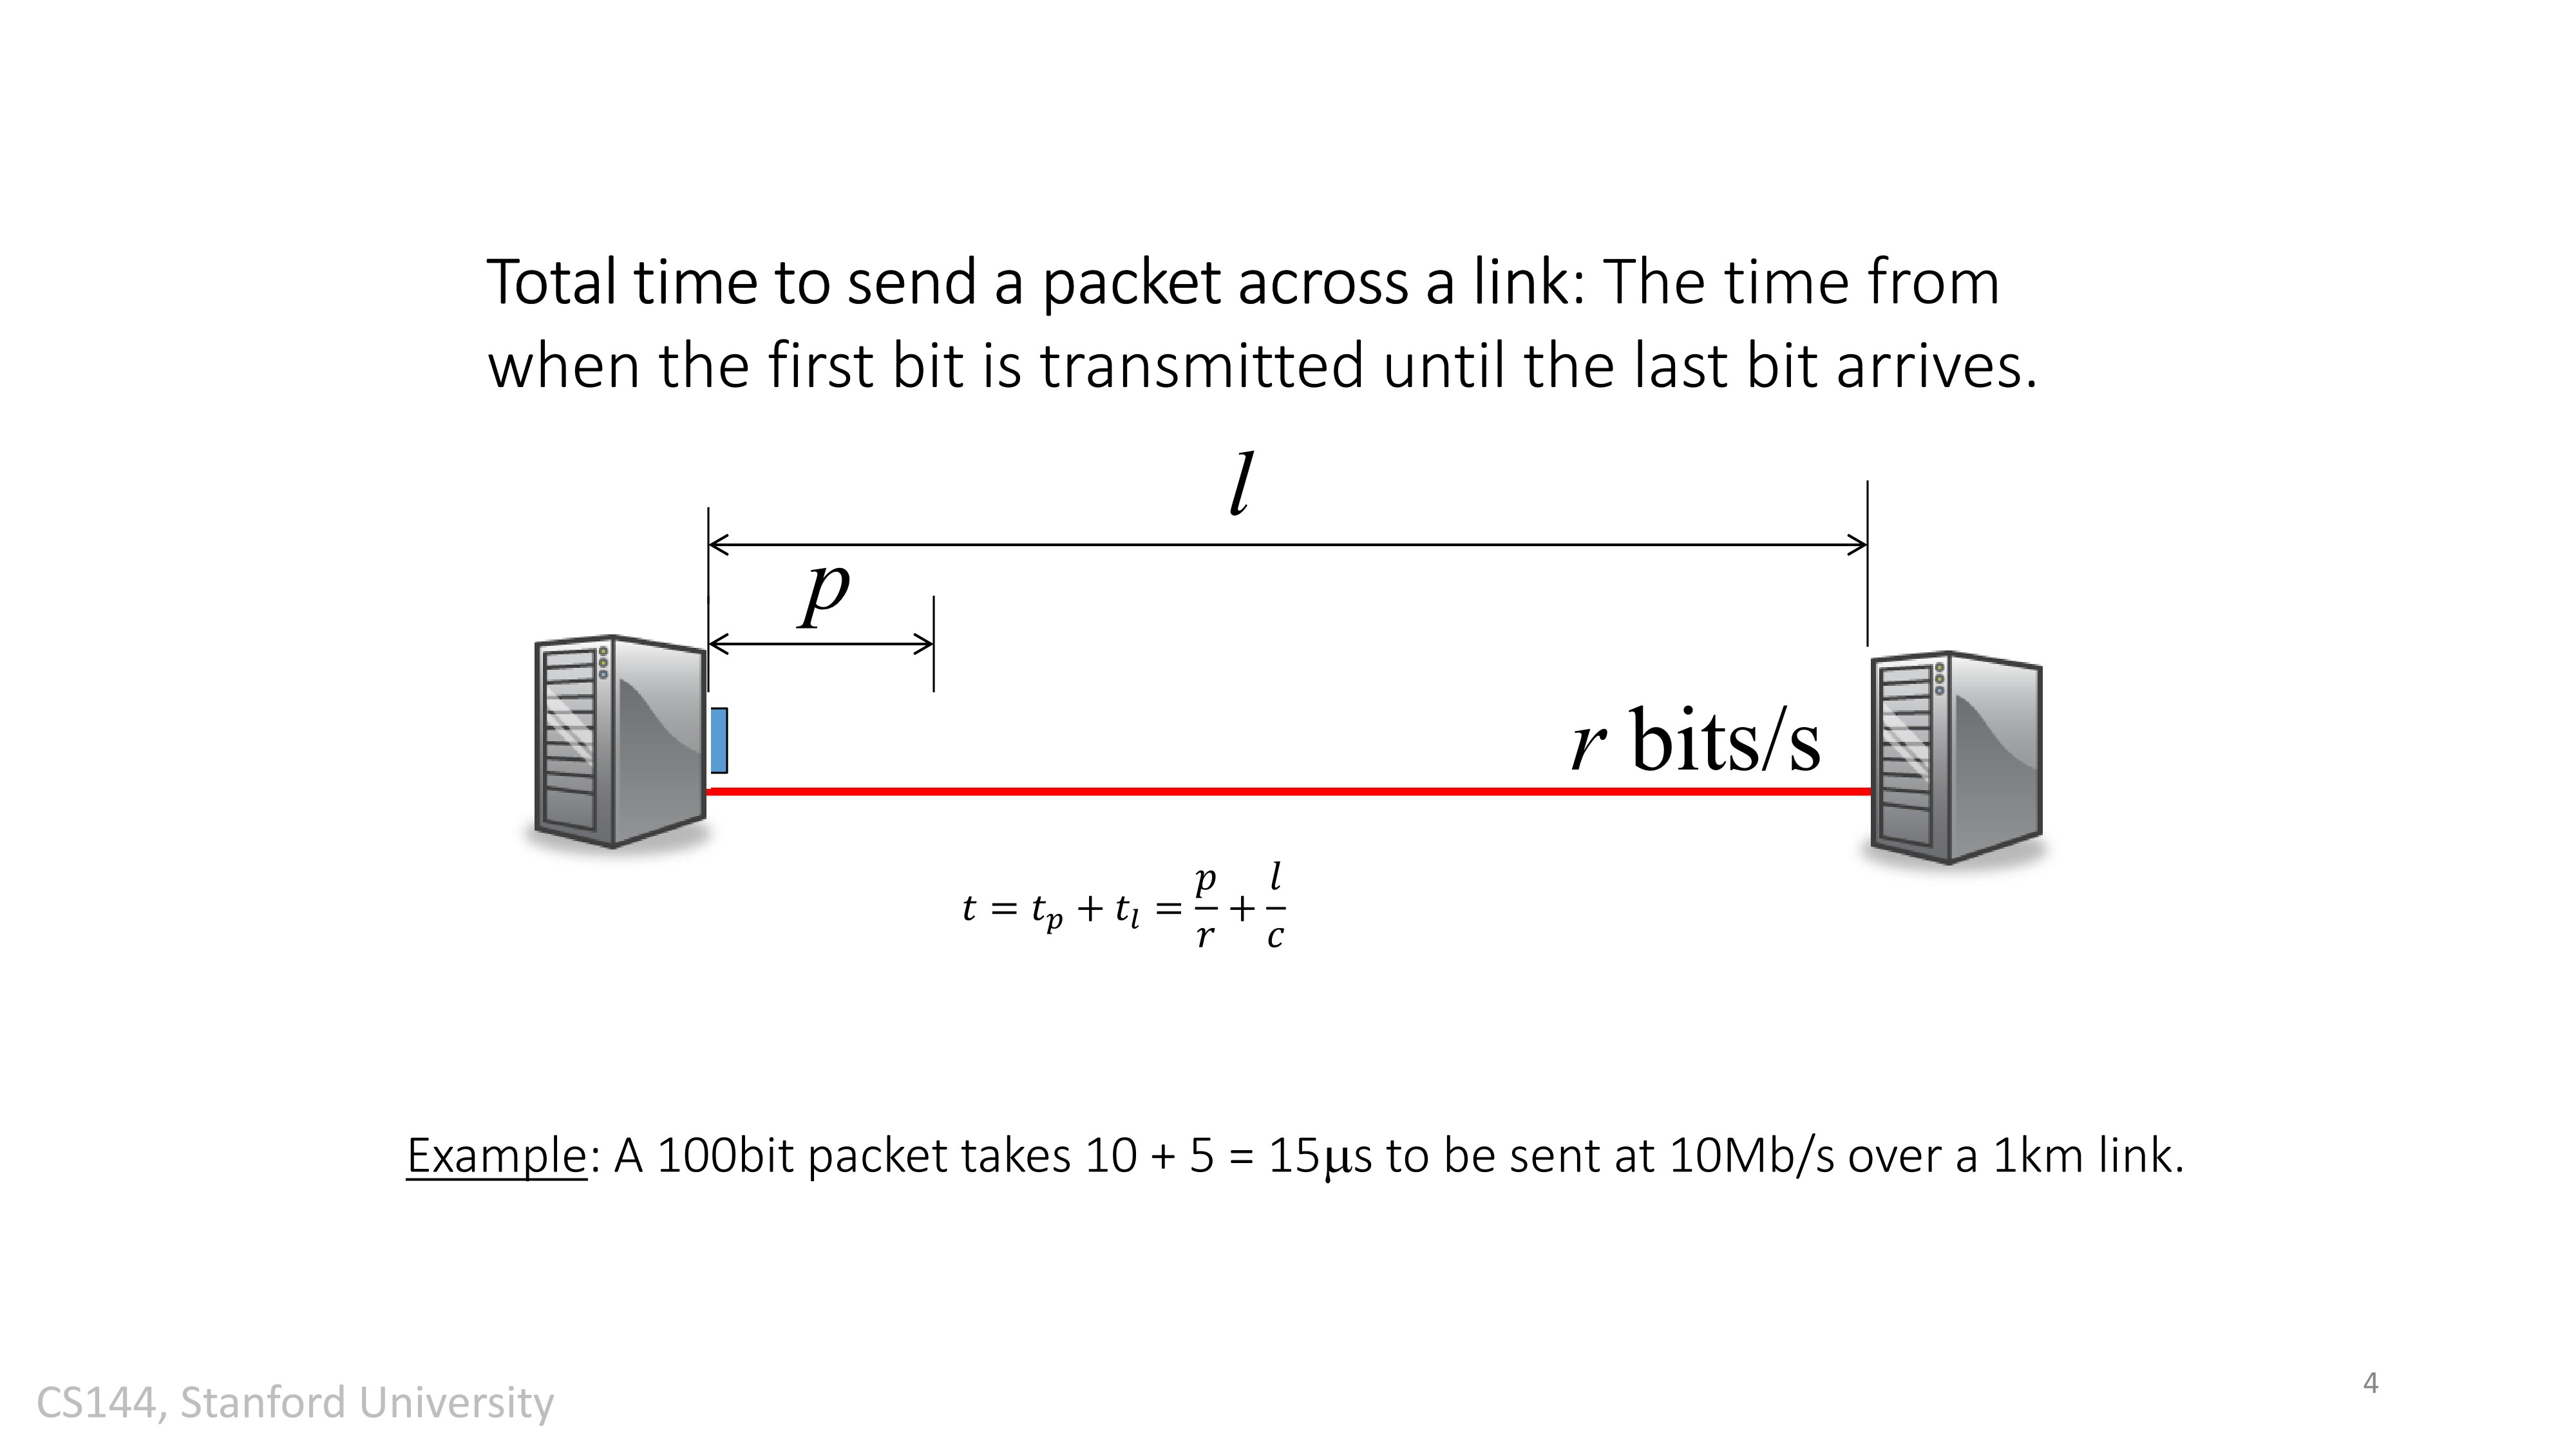 Total time to send a packet across a link: The time from
when the first bit is transmitted until the last bit arrives.
l
p
r bits/s
t = t_p + t_l = p/r + l/c
Example: A 100bit packet takes 10 + 5 = 15μs to be sent at 10Mb/s over a 1km link.
CS144, Stanford University
4